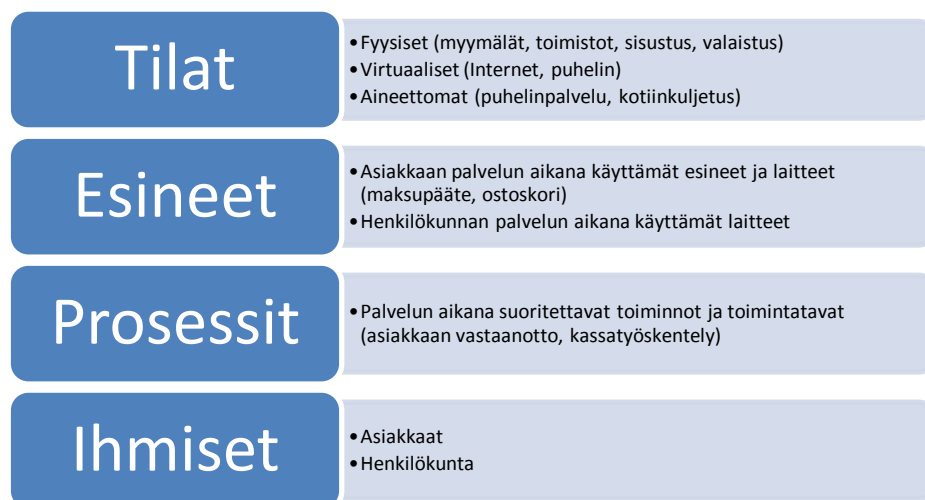 Tilat
•Fyysiset (myymälät, toimistot, sisustus, valaistus)
•Virtuaaliset (Internet, puhelin)
•Aineettomat (puhelinpalvelu, kotiinkuljetus)
Esineet
•Asiakkaan palvelun aikana käyttämät esineet ja laitteet
(maksupääte, ostoskori)
•Henkilökunnan palvelun aikana käyttämät laitteet
Prosessit
•Palvelun aikana suoritettavat toiminnot ja toimintatavat
(asiakkaan vastaanotto, kassatyöskentely)
Ihmiset
•Asiakkaat
•Henkilökunta